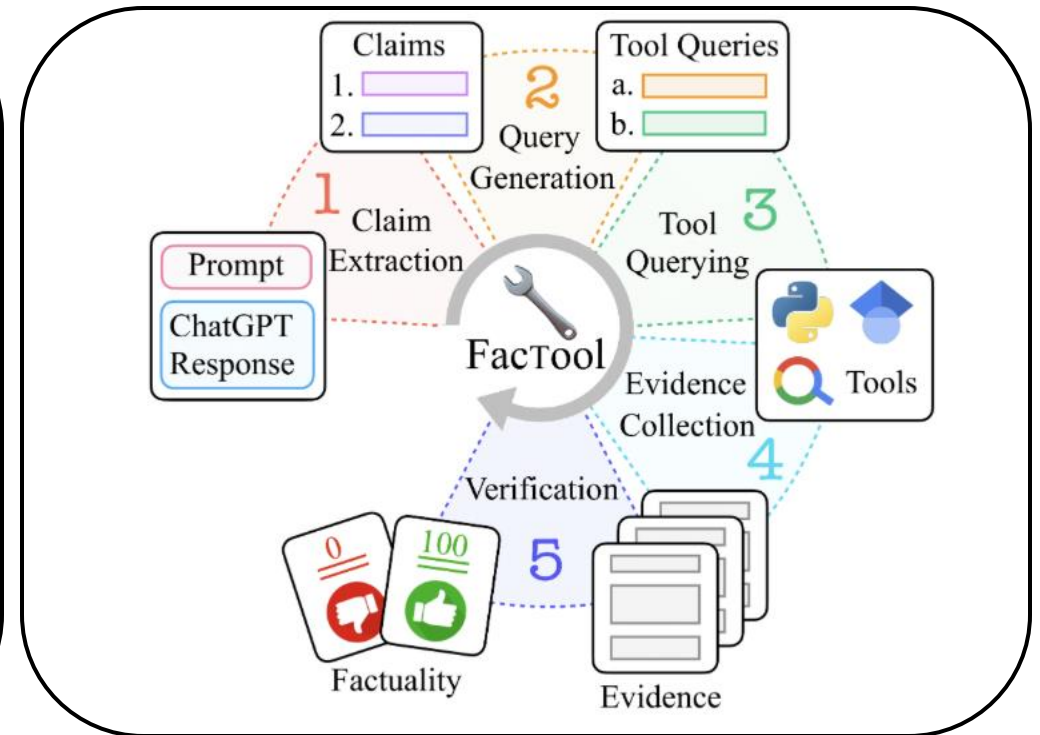 Claims
1.
2.
2
Query
Generation
Tool Queries
a.
b.
1
Claim
Extraction
3
Tool
Querying
Prompt
ChatGPT
Response
FACTOOL
Tools
Evidence
Collection
4
Verification
5
0
100
Factuality
Evidence